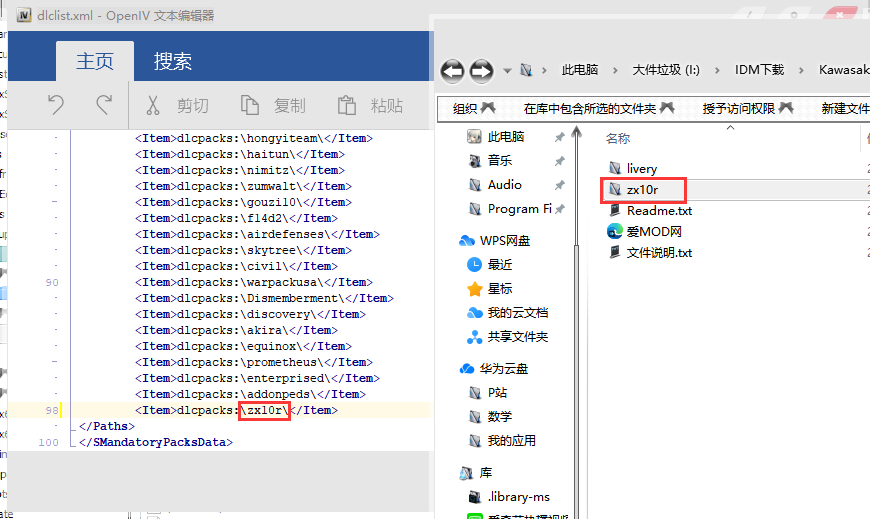 dlclist.xml - OpenIV 文本编辑器
主页 搜索
剪切 复制 粘贴
<Item>dlcpacks:\hongyiteam\</Item>
<Item>dlcpacks:\haitun\</Item>
<Item>dlcpacks:\nimitz\</Item>
<Item>dlcpacks:\zumwalt\</Item>
<Item>dlcpacks:\gouzi10\</Item>
<Item>dlcpacks:\f14d2\</Item>
<Item>dlcpacks:\airdefenses\</Item>
<Item>dlcpacks:\skytree\</Item>
<Item>dlcpacks:\civil\</Item>
90 <Item>dlcpacks:\warpackusa\</Item>
<Item>dlcpacks:\Dismemberment\</Item>
<Item>dlcpacks:\discovery\</Item>
<Item>dlcpacks:\akira\</Item>
<Item>dlcpacks:\equinox\</Item>
<Item>dlcpacks:\prometheus\</Item>
<Item>dlcpacks:\enterprised\</Item>
<Item>dlcpacks:\addonpeds\</Item>
98 <Item>dlcpacks:\zx10r\</Item>
</Paths>
100 </SMandatoryPacksData>
此电脑 › 大件垃圾 (I:) › IDM下载 › Kawasak
组织 在库中包含所选的文件夹 授予访问权限 新建文件
此电脑
音乐
Audio
Program Fi
WPS网盘
最近
星标
我的云文档
共享文件夹
华为云盘
P站
数学
我的应用
库
.library-ms
名称
livery
zx10r
Readme.txt
爱MOD网
文件说明.txt